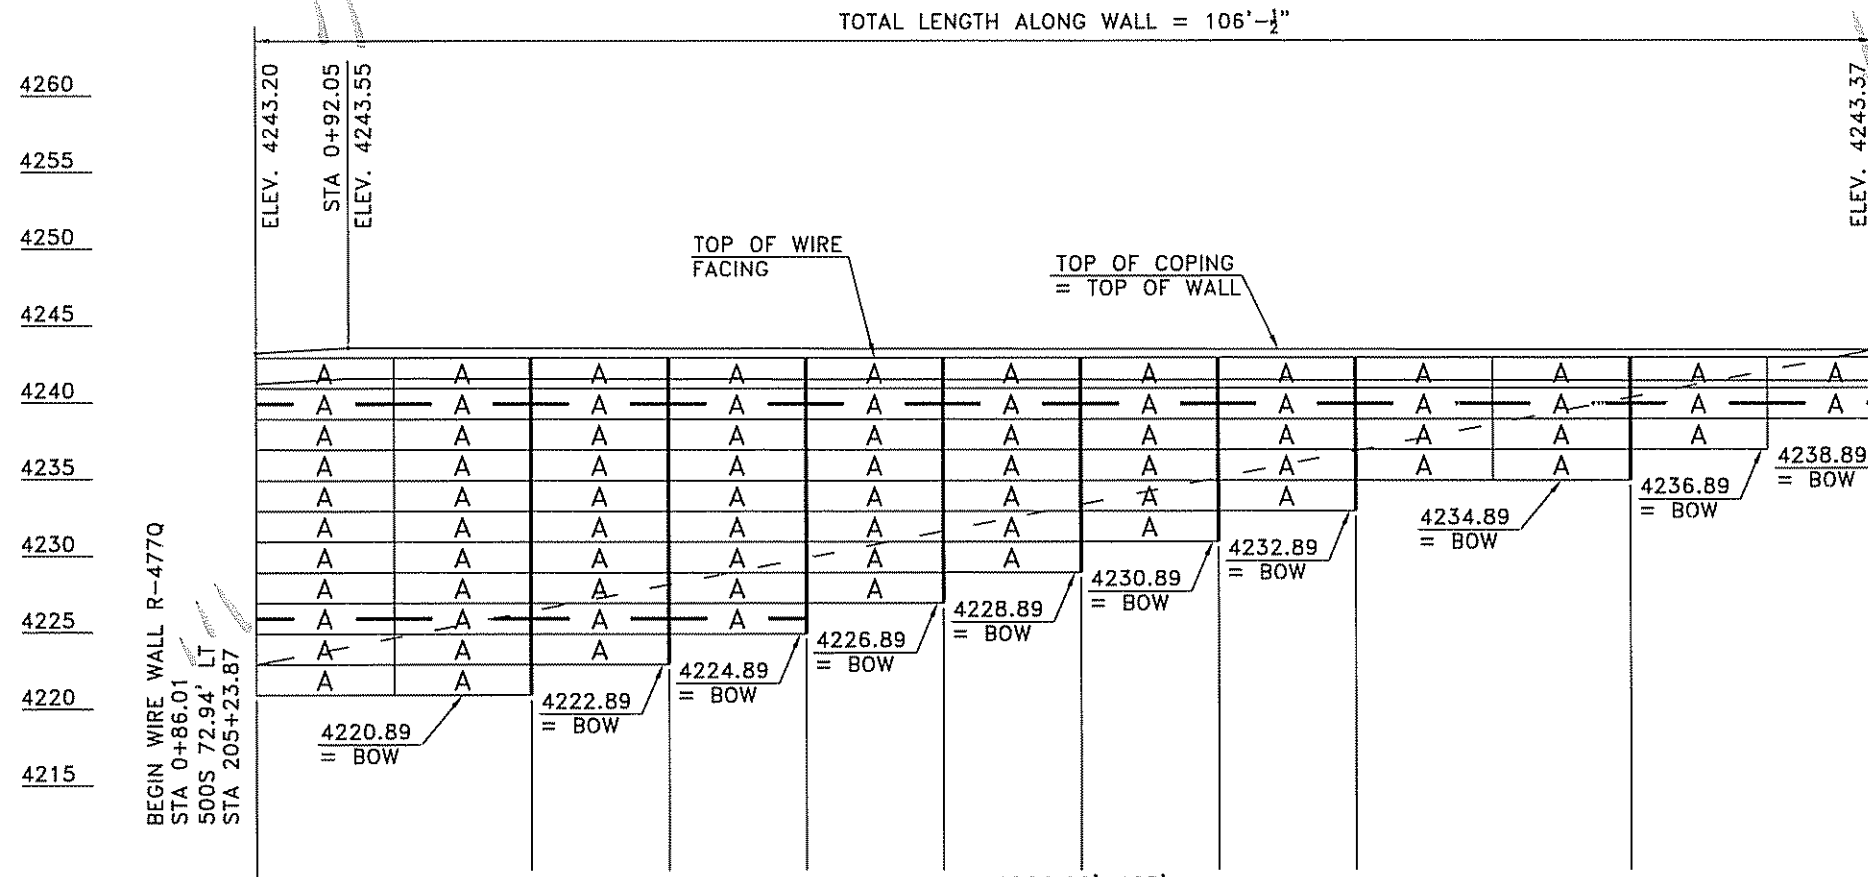 TOTAL LENGTH ALONG WALL = 106'-½"
4260
4255
4250
4245
4240
4235
4230
4225
4220
4215
ELEV. 4243.20
STA 0+92.05
ELEV. 4243.55
ELEV. 4243.37
TOP OF WIRE
FACING
TOP OF COPING
= TOP OF WALL
A A A A A A A A A A A A
A A A A A A A A A A A A
A A A A A A A A A A A
A A A A A A A A A A
A A A A A A A A
A A A A A A A
A A A A A A
A A A A A
A A A A
A A A
A A
4238.89
= BOW
4236.89
= BOW
4234.89
= BOW
4232.89
= BOW
4230.89
= BOW
4228.89
= BOW
4226.89
= BOW
4224.89
= BOW
4222.89
= BOW
4220.89
= BOW
BEGIN WIRE WALL R-477Q
STA 0+86.01
500S 72.94' LT
STA 205+23.87